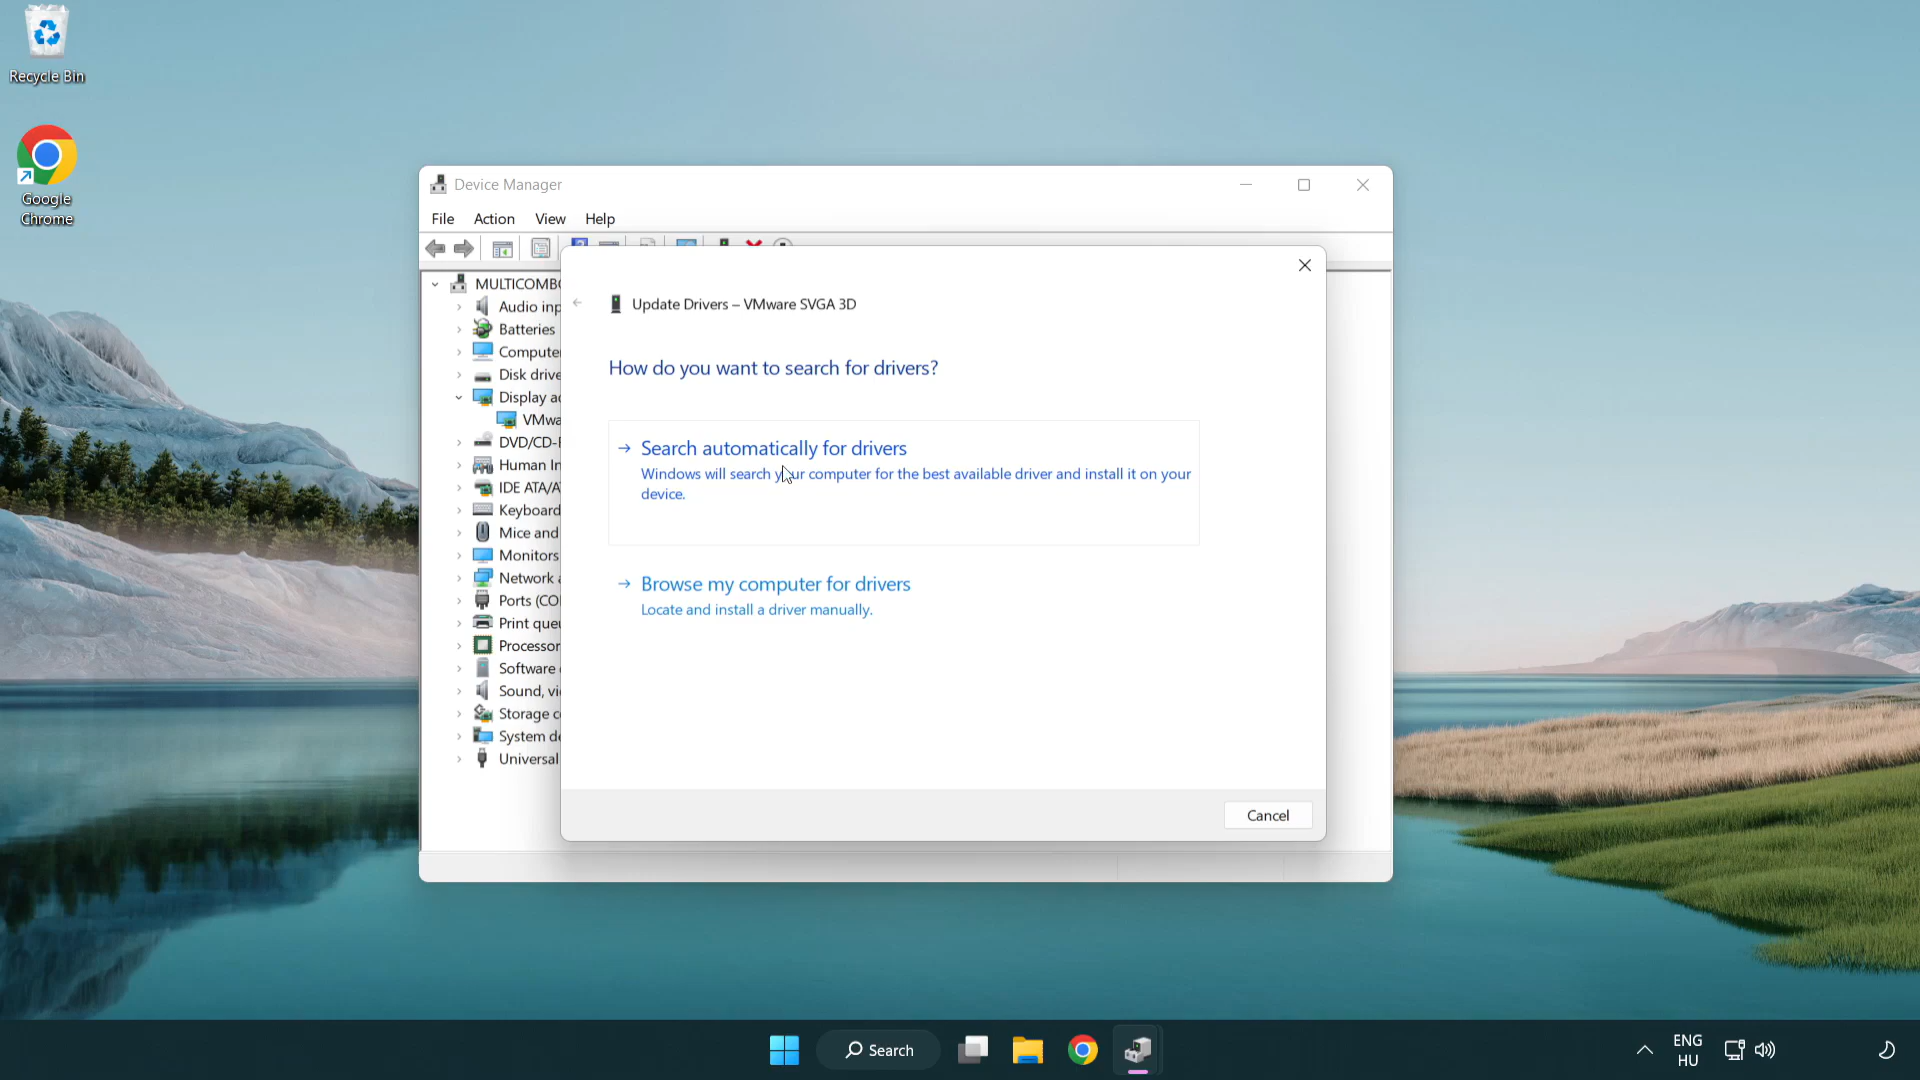 Recycle Bin
Google
Chrome
Device Manager
File Action View Help
MULTICOMBO
Audio inp
Batteries
Compute
Disk drive
Display a
VMwa
DVD/CD-
Human In
IDE ATA/A
Keyboard
Mice and
Monitors
Network a
Ports (CO
Print que
Processor
Software
Sound, vi
Storage c
System de
Universal
Update Drivers – VMware SVGA 3D
How do you want to search for drivers?
Search automatically for drivers
Windows will search your computer for the best available driver and install it on your
device.
Browse my computer for drivers
Locate and install a driver manually.
Cancel
Search
ENG
HU